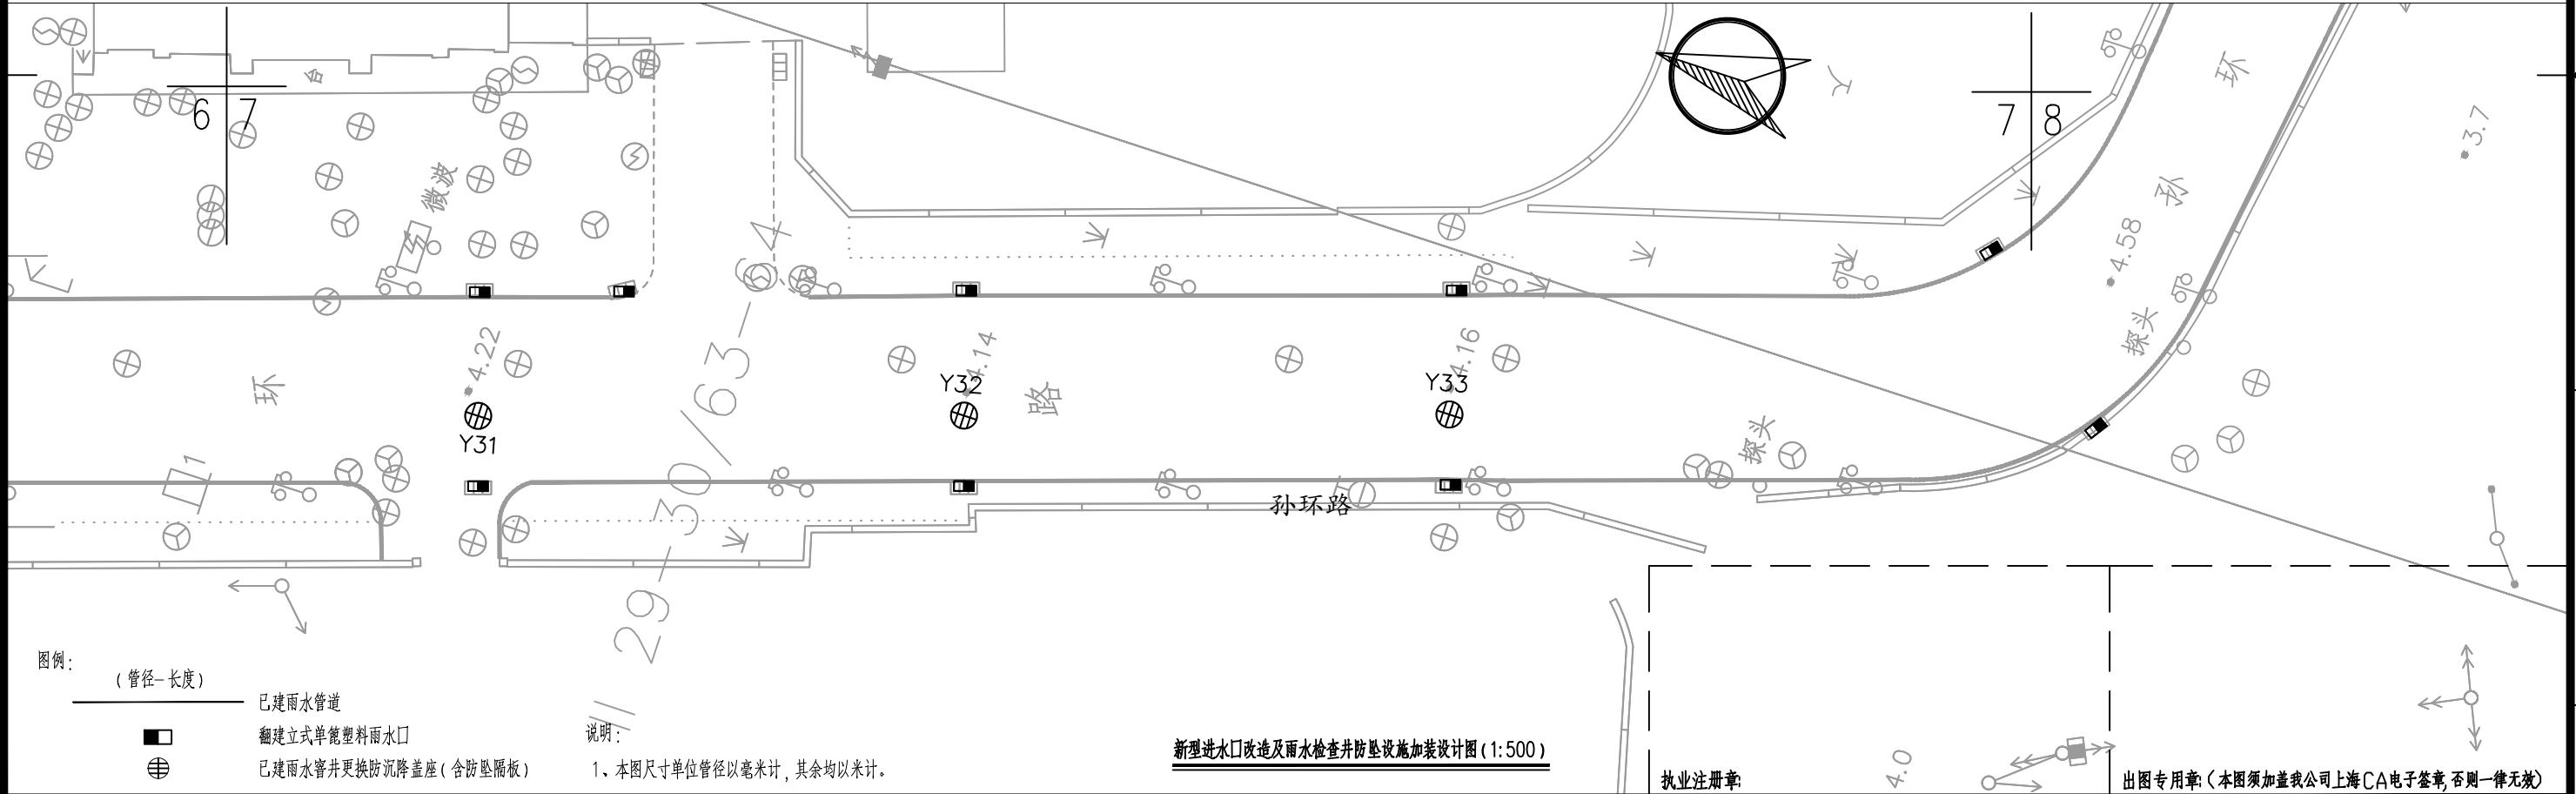 台
6 7
7 8
环
3.7
微波
孙
4.58
64
探头
4.22
4.14
4.16
63
Y32
Y33
环
路
Y31
探头
1
30
孙环路
29
图例:
(管径-长度)
已建雨水管道
翻建立式单篦塑料雨水口
已建雨水窨井更换防沉降盖座(含防坠隔板)
说明:
1、本图尺寸单位管径以毫米计,其余均以米计。
新型进水口改造及雨水检查井防坠设施加装设计图(1:500)
执业注册章:
4.0
出图专用章:(本图须加盖我公司上海CA电子签章,否则一律无效)